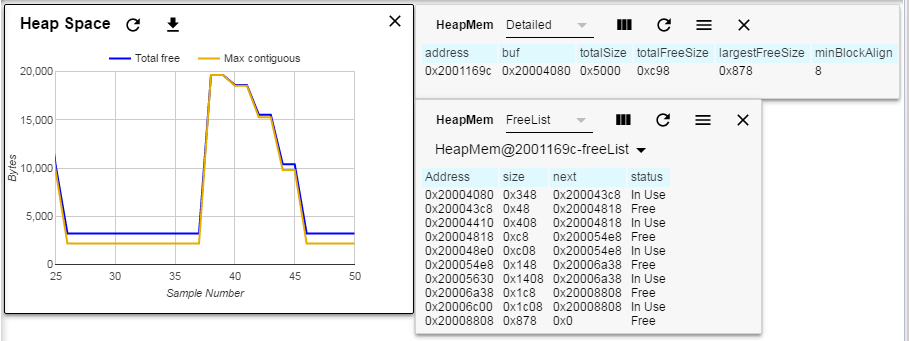 Heap Space
Total free Max contiguous
20,000
15,000
10,000
5,000
0
Bytes
25 30 35 40 45 50
Sample Number
HeapMem Detailed
address buf totalSize totalFreeSize largestFreeSize minBlockAlign
0x2001169c 0x20004080 0x5000 0xc98 0x878 8
HeapMem FreeList
HeapMem@2001169c-freeList
Address size next status
0x20004080 0x348 0x200043c8 In Use
0x200043c8 0x48 0x20004818 Free
0x20004410 0x408 0x20004818 In Use
0x20004818 0xc8 0x200054e8 Free
0x200048e0 0xc08 0x200054e8 In Use
0x200054e8 0x148 0x20006a38 Free
0x20005630 0x1408 0x20006a38 In Use
0x20006a38 0x1c8 0x20008808 Free
0x20006c00 0x1c08 0x20008808 In Use
0x20008808 0x878 0x0 Free